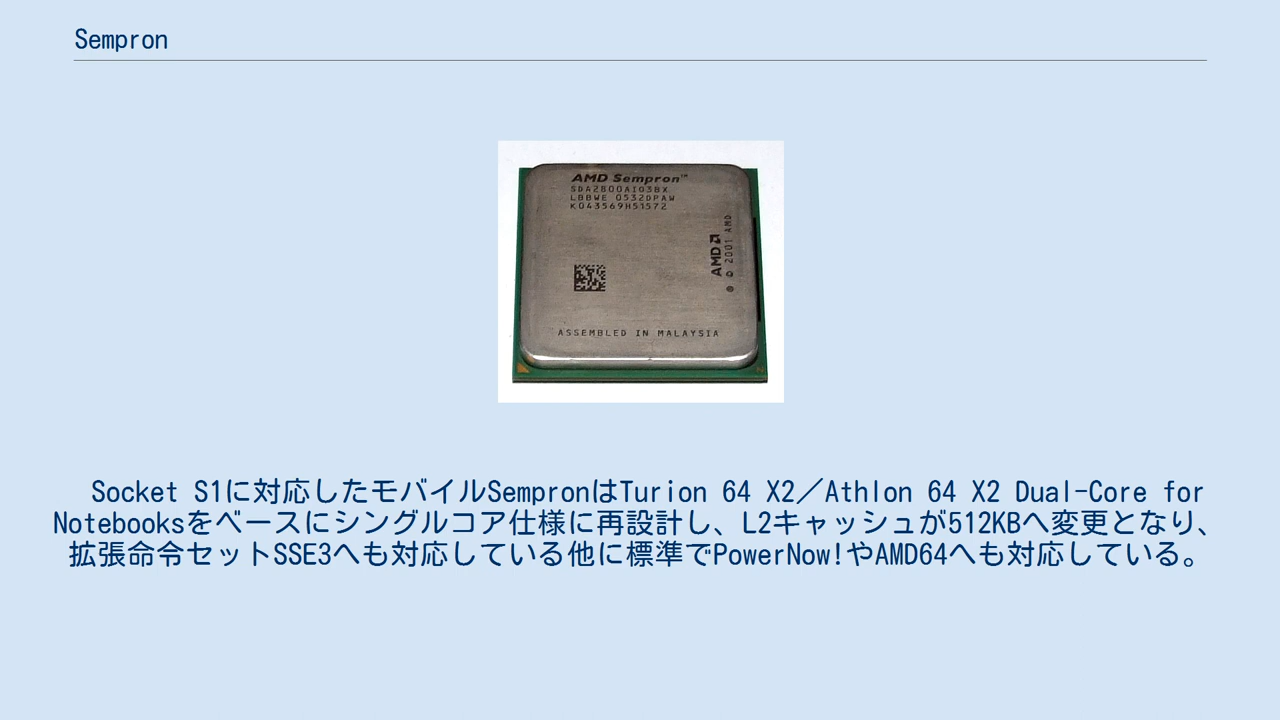 Sempron
AMD Sempron™
SDA2800AIO3BX
LBBWE 0532DPAW
K043569H51572
AMD
© 2001 AMD
ASSEMBLED IN MALAYSIA
Socket S1に対応したモバイルSempronはTurion 64 X2／Athlon 64 X2 Dual-Core for
Notebooksをベースにシングルコア仕様に再設計し、L2キャッシュが512KBへ変更となり、
拡張命令セットSSE3へも対応している他に標準でPowerNow!やAMD64へも対応している。